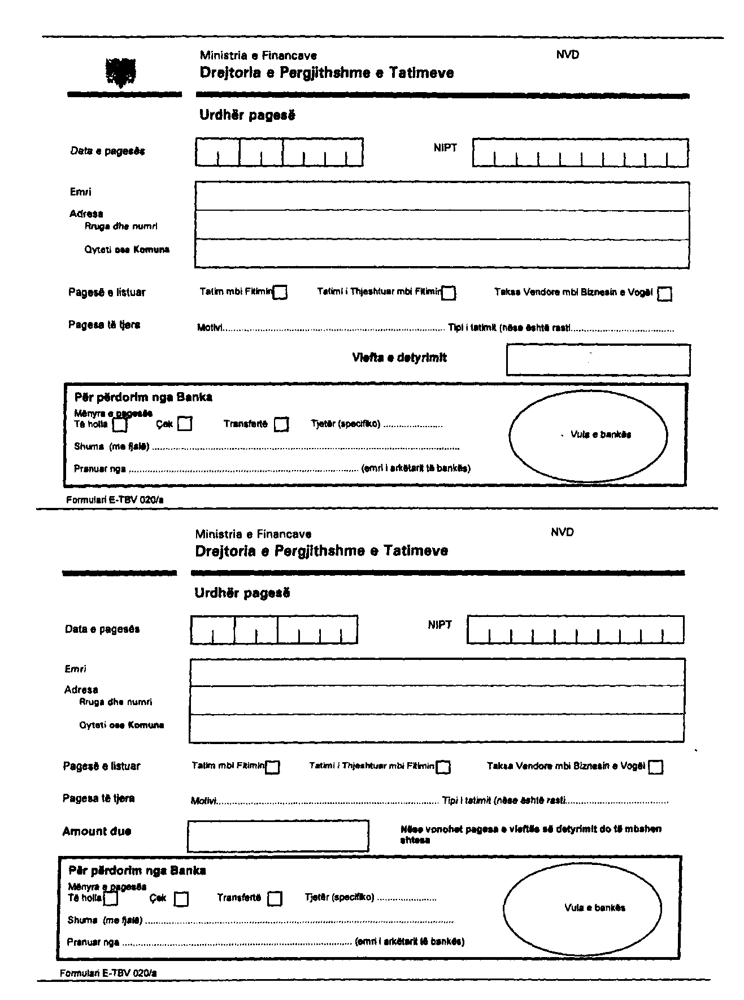 Ministria e Financave NVD
Drejtoria e Pergjithshme e Tatimeve
Urdhër pagesë
Data e pagesës NIPT
Emri
Adresa
Rruga dhe numri
Qyteti ose Komuna
Pagesë e listuar Tatim mbi Fitimin Tatimi i Thjeshtuar mbi Fitimin Taksa Vendore mbi Biznesin e Vogël
Pagesa të tjera Motivi.......... Tipi i tatimit (nëse është rasti..........
Vlefta e detyrimit
Për përdorim nga Banka
Mënyra e pagesës
Të holla Çek Transfertë Tjetër (specifiko) ..........
Vula e bankës
Shuma (me fjalë) ..........
Pranuar nga .......... (emri i arkëtarit të bankës)
Formulari E-TBV 020/a
Ministria e Financave NVD
Drejtoria e Pergjithshme e Tatimeve
Urdhër pagesë
Data e pagesës NIPT
Emri
Adresa
Rruga dhe numri
Qyteti ose Komuna
Pagesë e listuar Tatim mbi Fitimin Tatimi i Thjeshtuar mbi Fitimin Taksa Vendore mbi Biznesin e Vogël
Pagesa të tjera Motivi.......... Tipi i tatimit (nëse është rasti..........
Amount due Nëse vonohet pagesa e vleftës së detyrimit do të mbahen
shtesa
Për përdorim nga Banka
Mënyra e pagesës
Të holla Çek Transfertë Tjetër (specifiko) ..........
Vula e bankës
Shuma (me fjalë) ..........
Pranuar nga .......... (emri i arkëtarit të bankës)
Formulari E-TBV 020/a